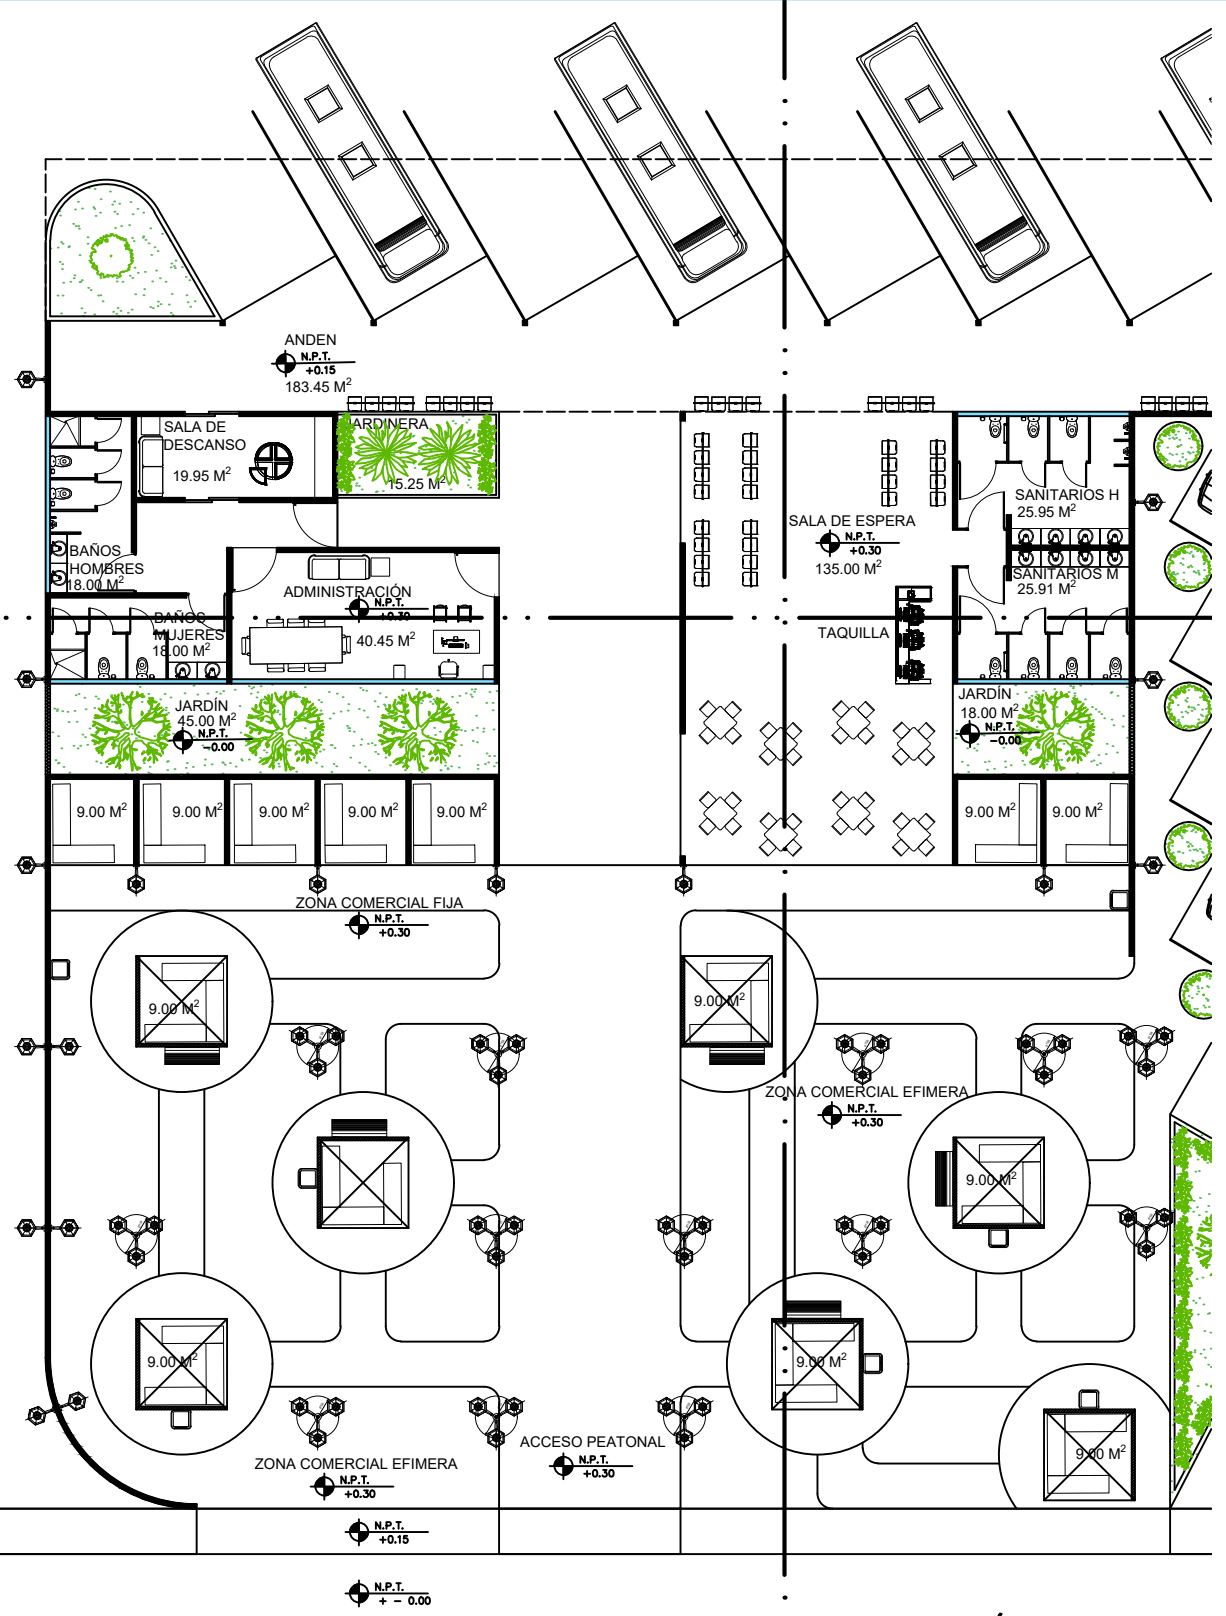 ANDEN
N.P.T.
+0.15
183.45 M²
SALA DE
DESCANSO
19.95 M²
JARDINERA
15.25 M²
SALA DE ESPERA
N.P.T.
+0.30
135.00 M²
SANITARIOS H
25.95 M²
SANITARIOS M
25.91 M²
BAÑOS
HOMBRES
18.00 M²
ADMINISTRACIÓN
N.P.T.
+0.30
40.45 M²
BAÑOS
MUJERES
18.00 M²
TAQUILLA
JARDÍN
45.00 M²
N.P.T.
-0.00
JARDÍN
18.00 M²
N.P.T.
-0.00
9.00 M²
9.00 M²
9.00 M²
9.00 M²
9.00 M²
9.00 M²
9.00 M²
ZONA COMERCIAL FIJA
N.P.T.
+0.30
9.00 M²
9.00 M²
ZONA COMERCIAL EFIMERA
N.P.T.
+0.30
9.00 M²
9.00 M²
9.00 M²
9.00 M²
ACCESO PEATONAL
N.P.T.
+0.30
ZONA COMERCIAL EFIMERA
N.P.T.
+0.30
N.P.T.
+0.15
N.P.T.
+ - 0.00